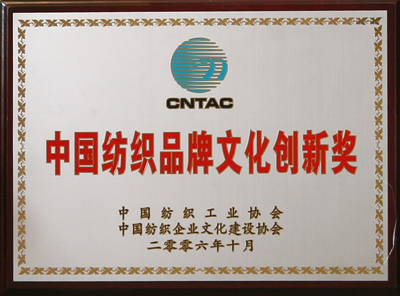 CNTAC
中国纺织品牌文化创新奖
中国纺织工业协会
中国纺织企业文化建设协会
二零零六年十月